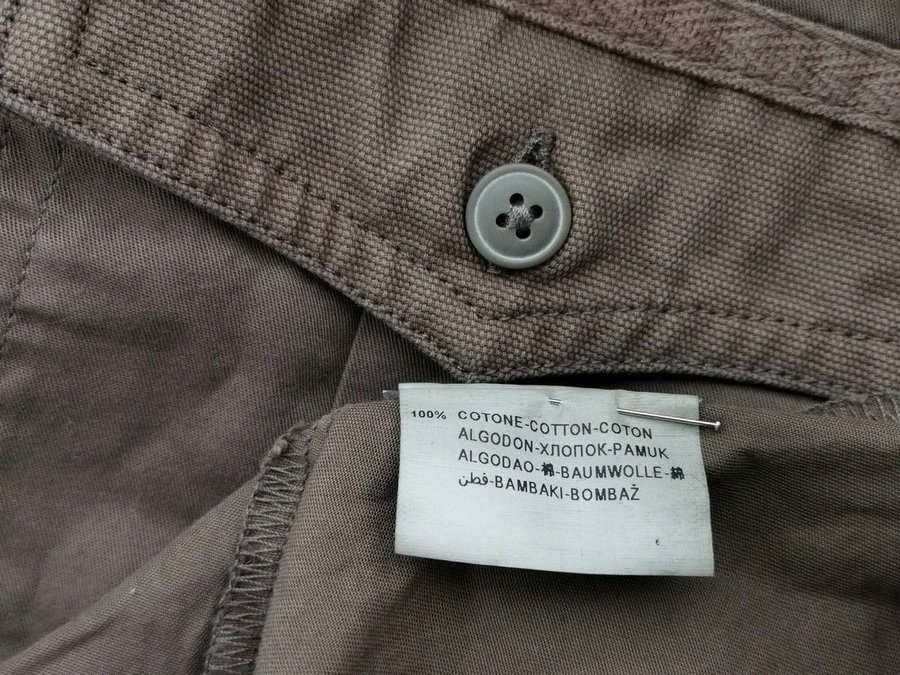 100% COTONE-COTTON-COTON
ALGODON-ХЛОПОК-PAMUK
ALGODAO-棉-BAUMWOLLE-綿
قطن-BAMBAKI-BOMBAŽ